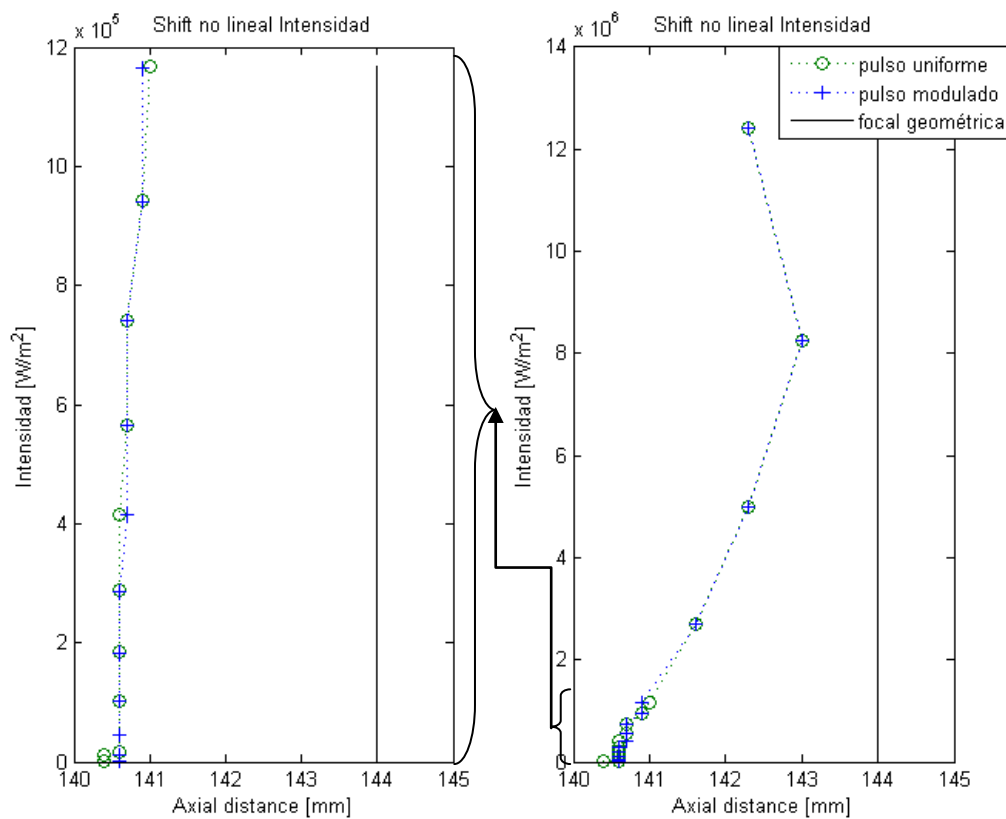 Shift no lineal Intensidad
x 10^5
12
10
8
6
4
2
0
Intensidad [W/m^2]
140 141 142 143 144 145
Axial distance [mm]
Shift no lineal Intensidad
x 10^6
14
12
10
8
6
4
2
0
Intensidad [W/m^2]
140 141 142 143 144 145
Axial distance [mm]
pulso uniforme
pulso modulado
focal geométrica